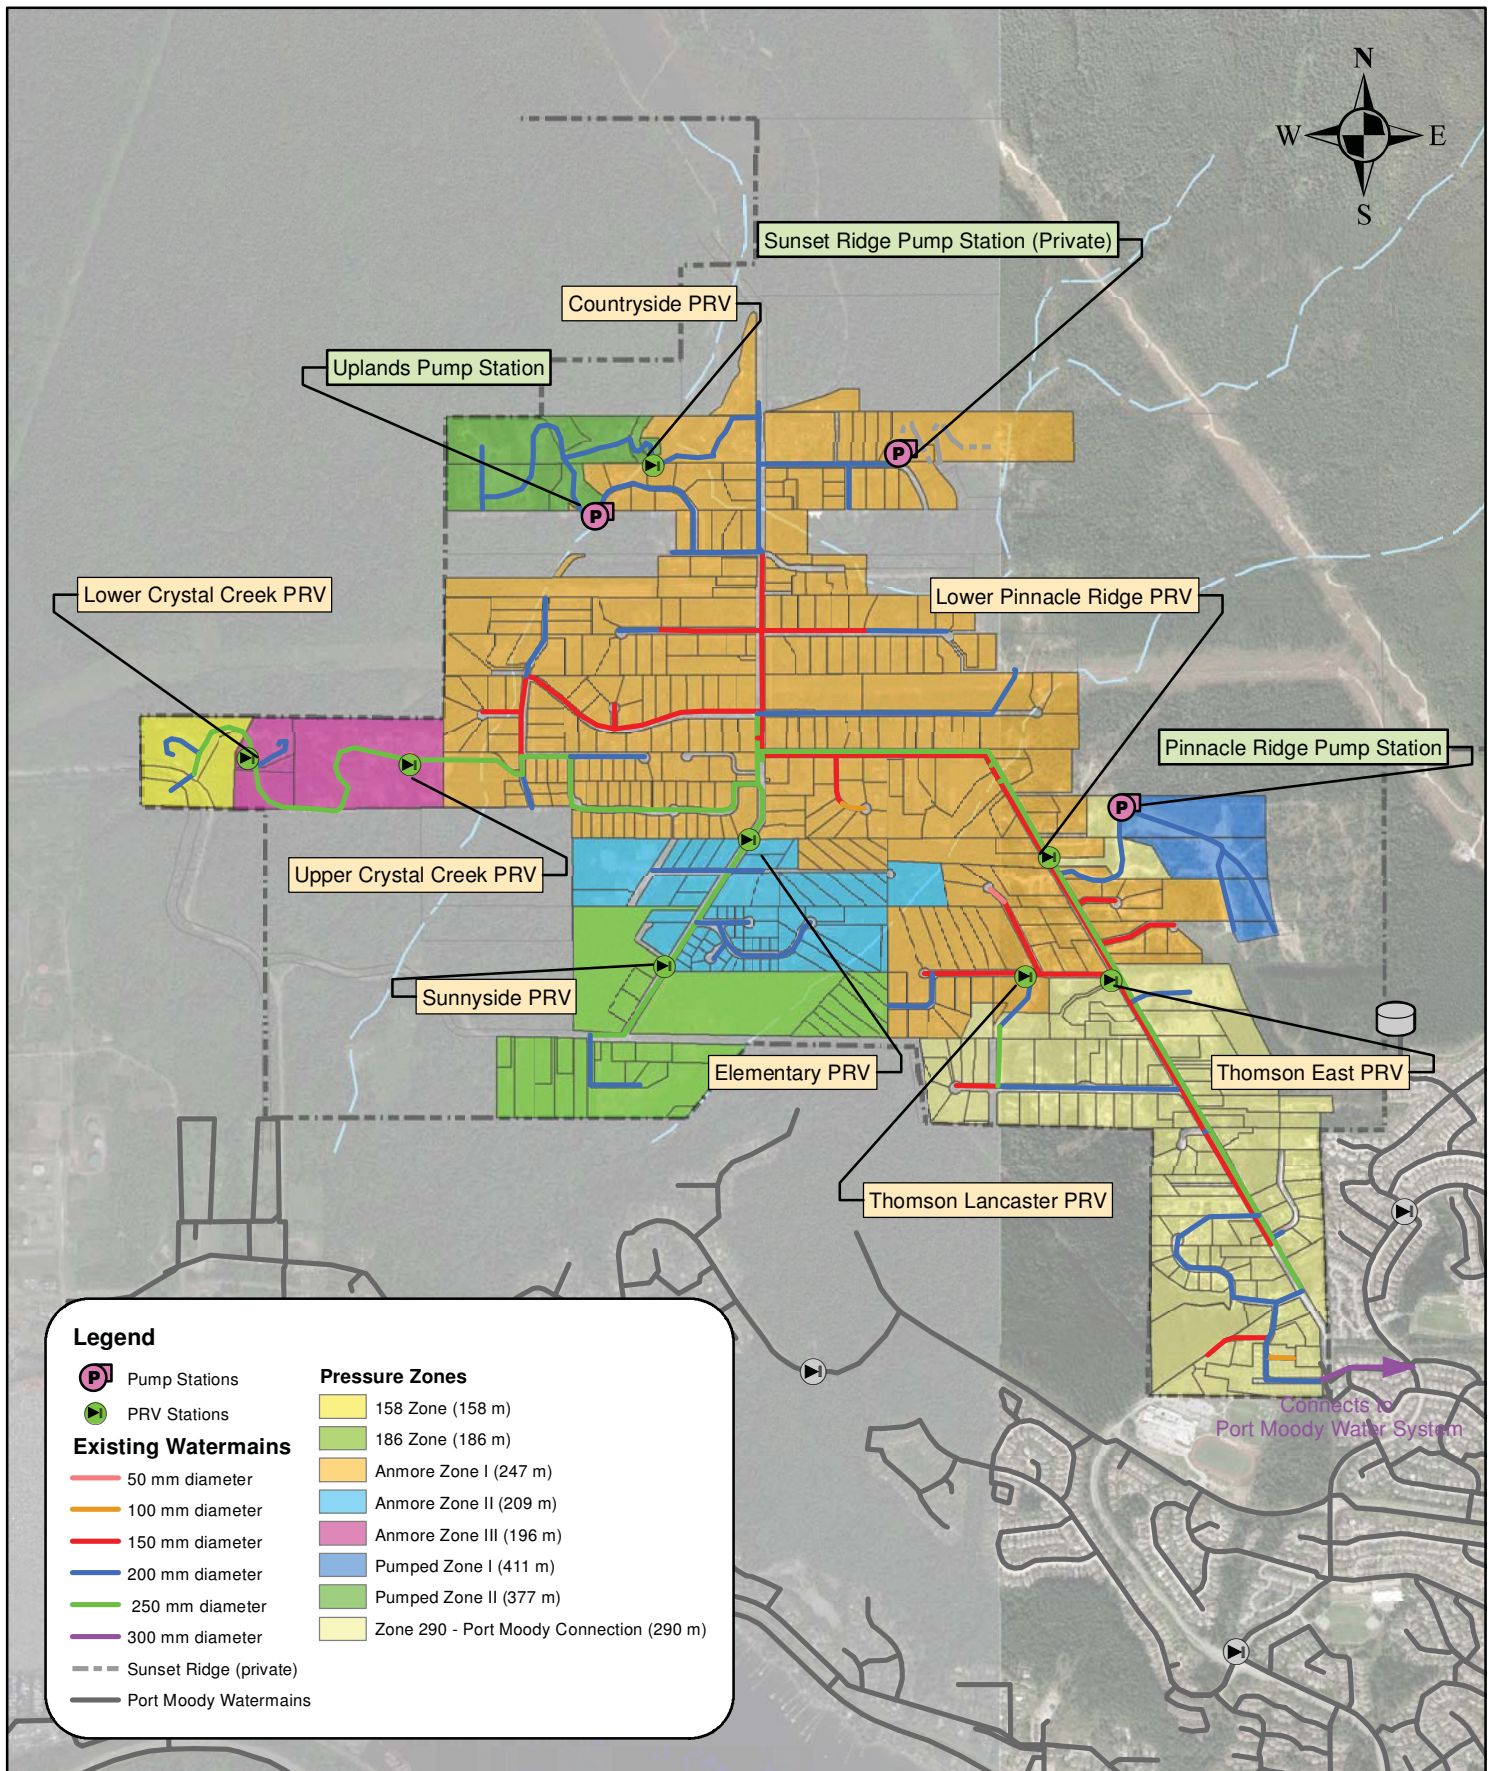 N
W
E
S
Sunset Ridge Pump Station (Private)
Countryside PRV
Uplands Pump Station
P
P
Lower Crystal Creek PRV
Lower Pinnacle Ridge PRV
Pinnacle Ridge Pump Station
P
Upper Crystal Creek PRV
Sunnyside PRV
Elementary PRV
Thomson East PRV
Thomson Lancaster PRV
Connects to
Port Moody Water System
Legend
P Pump Stations
PRV Stations
Existing Watermains
50 mm diameter
100 mm diameter
150 mm diameter
200 mm diameter
250 mm diameter
300 mm diameter
Sunset Ridge (private)
Port Moody Watermains
Pressure Zones
158 Zone (158 m)
186 Zone (186 m)
Anmore Zone I (247 m)
Anmore Zone II (209 m)
Anmore Zone III (196 m)
Pumped Zone I (411 m)
Pumped Zone II (377 m)
Zone 290 - Port Moody Connection (290 m)